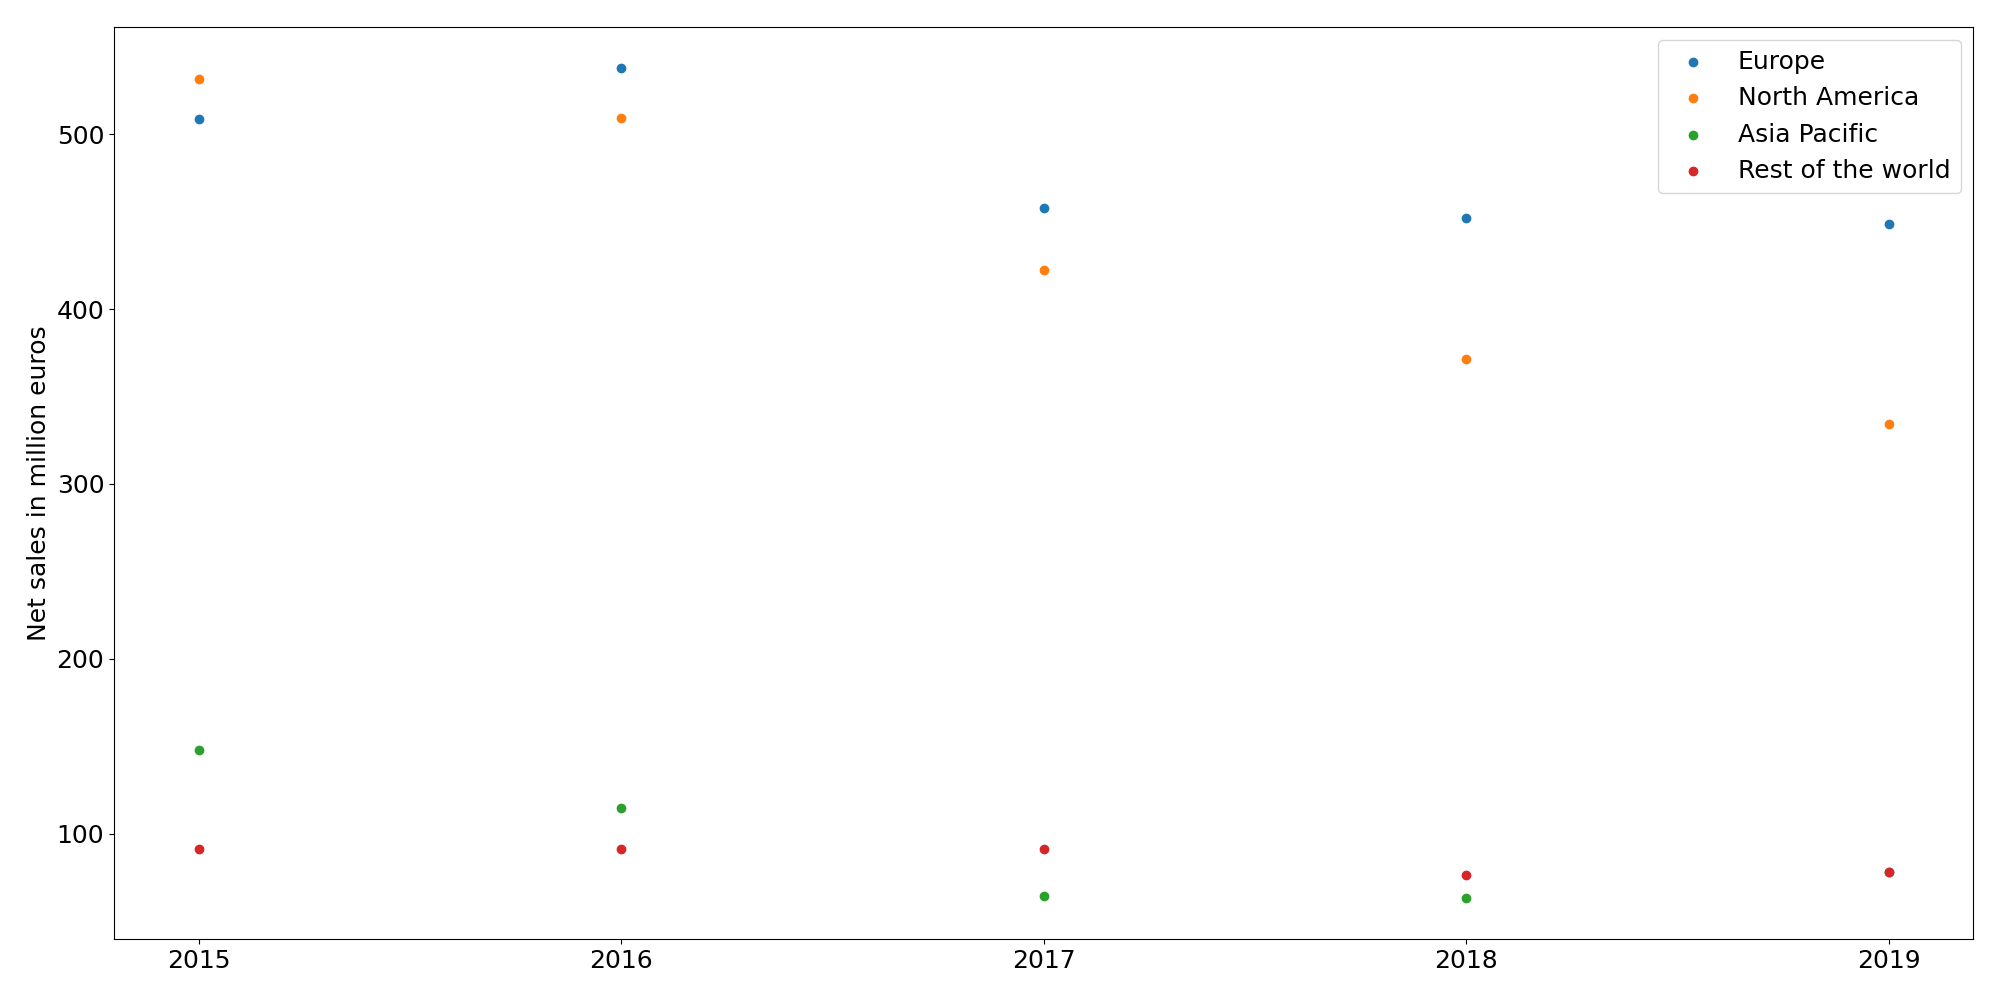 Europe
North America
Asia Pacific
Rest of the world
500
400
300
200
100
Net sales in million euros
2015 2016 2017 2018 2019